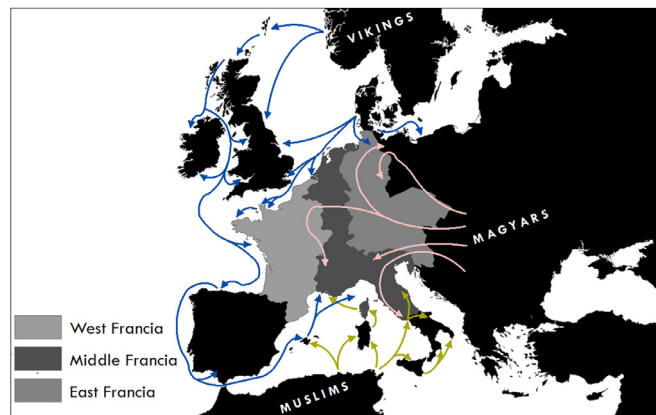 VIKINGS
MAGYARS
West Francia
Middle Francia
East Francia
MUSLIMS